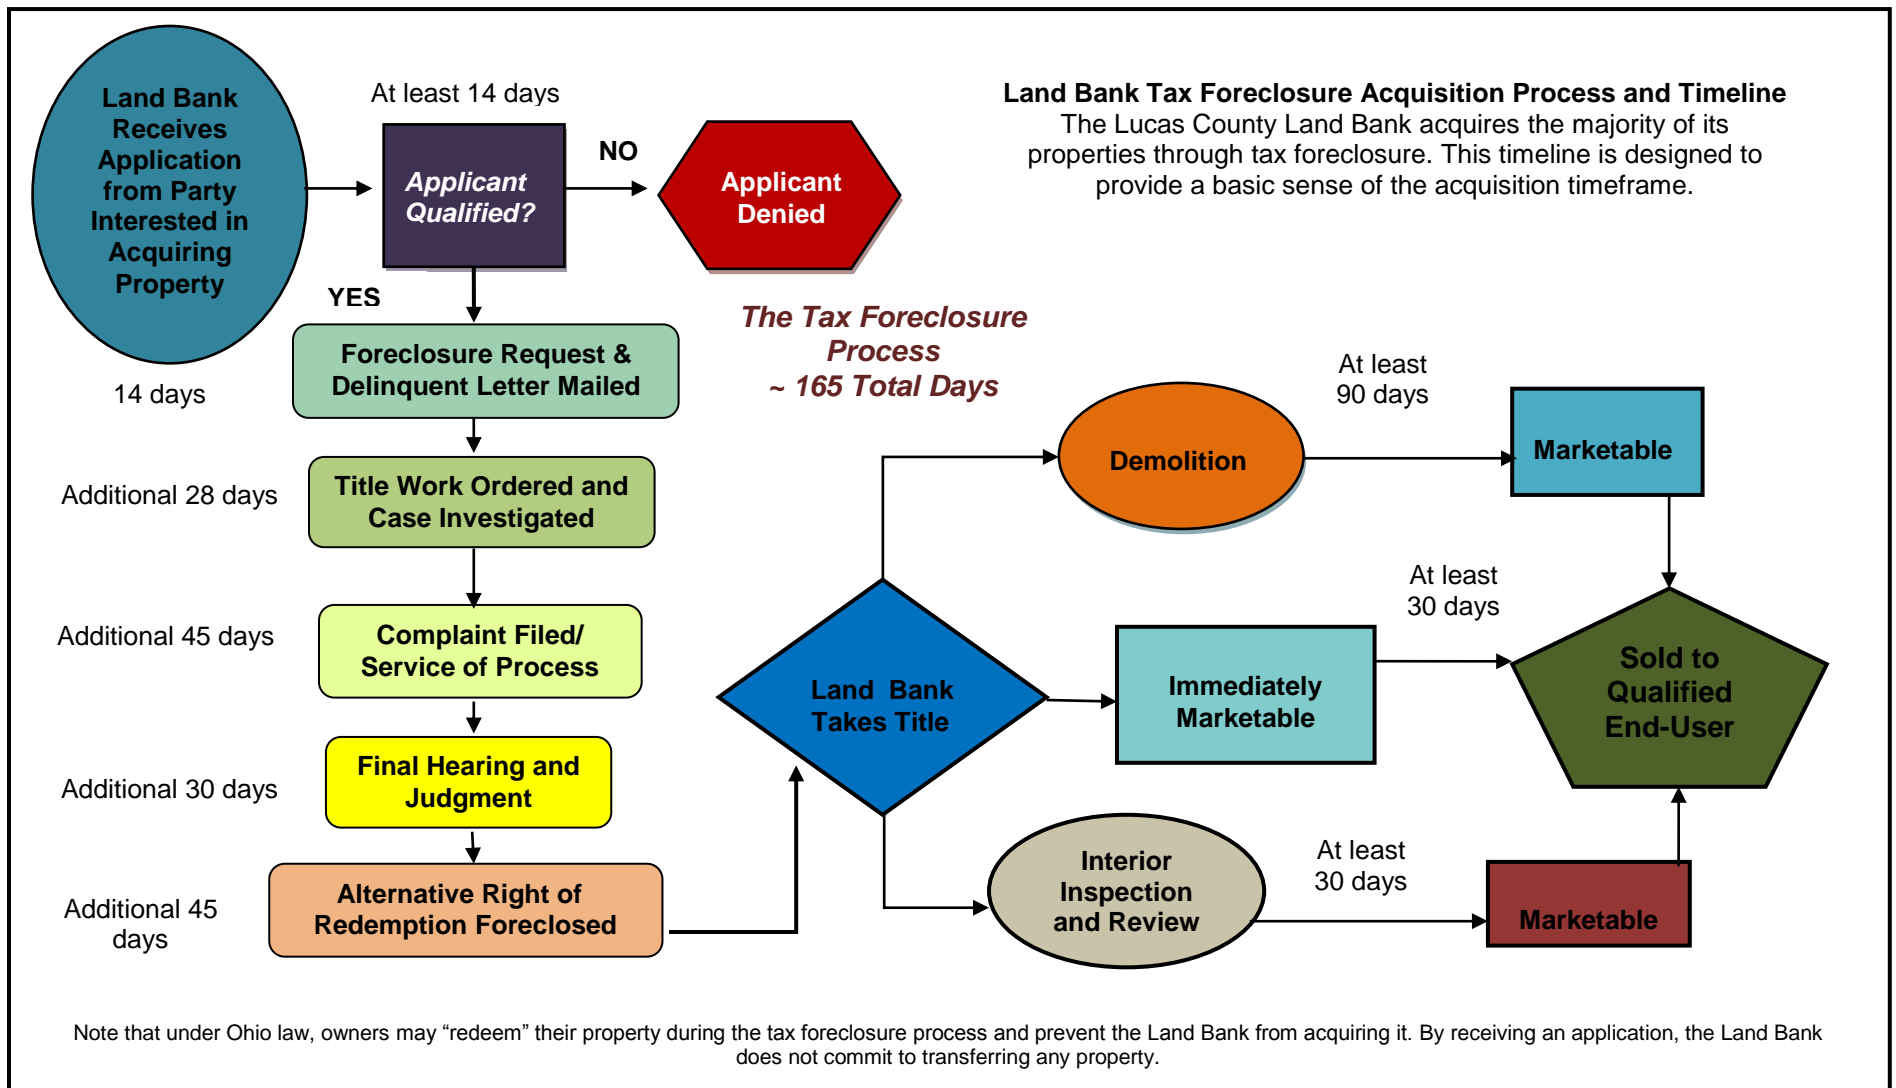 Land Bank
Receives
Application
from Party
Interested in
Acquiring
Property
At least 14 days
Applicant
Qualified?
NO
Applicant
Denied
Land Bank Tax Foreclosure Acquisition Process and Timeline
The Lucas County Land Bank acquires the majority of its
properties through tax foreclosure. This timeline is designed to
provide a basic sense of the acquisition timeframe.
YES
The Tax Foreclosure
Process
~ 165 Total Days
14 days
Foreclosure Request &
Delinquent Letter Mailed
Additional 28 days
Title Work Ordered and
Case Investigated
Additional 45 days
Complaint Filed/
Service of Process
Additional 30 days
Final Hearing and
Judgment
Additional 45
days
Alternative Right of
Redemption Foreclosed
Land Bank
Takes Title
Demolition
At least
90 days
Marketable
Immediately
Marketable
At least
30 days
Sold to
Qualified
End-User
Interior
Inspection
and Review
At least
30 days
Marketable
Note that under Ohio law, owners may “redeem” their property during the tax foreclosure process and prevent the Land Bank from acquiring it. By receiving an application, the Land Bank
does not commit to transferring any property.